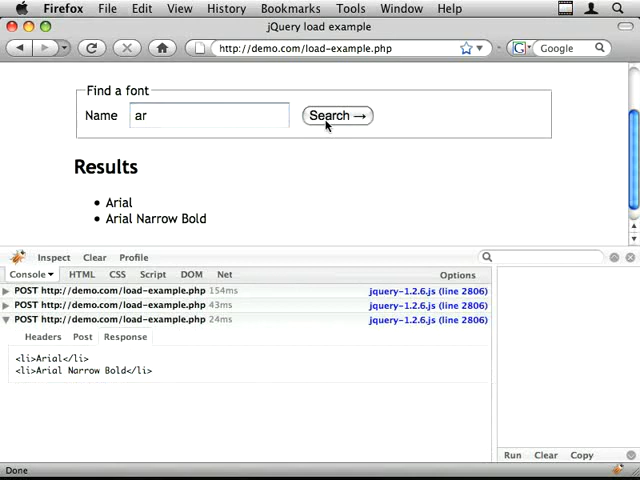 Firefox File Edit View History Bookmarks Tools Window Help
jQuery load example
http://demo.com/load-example.php
Google
Find a font
Name ar Search →
Results
• Arial
• Arial Narrow Bold
Inspect Clear Profile
Console HTML CSS Script DOM Net Options
POST http://demo.com/load-example.php 154ms jquery-1.2.6.js (line 2806)
POST http://demo.com/load-example.php 43ms jquery-1.2.6.js (line 2806)
POST http://demo.com/load-example.php 24ms jquery-1.2.6.js (line 2806)
Headers Post Response
<li>Arial</li>
<li>Arial Narrow Bold</li>
Run Clear Copy
Done